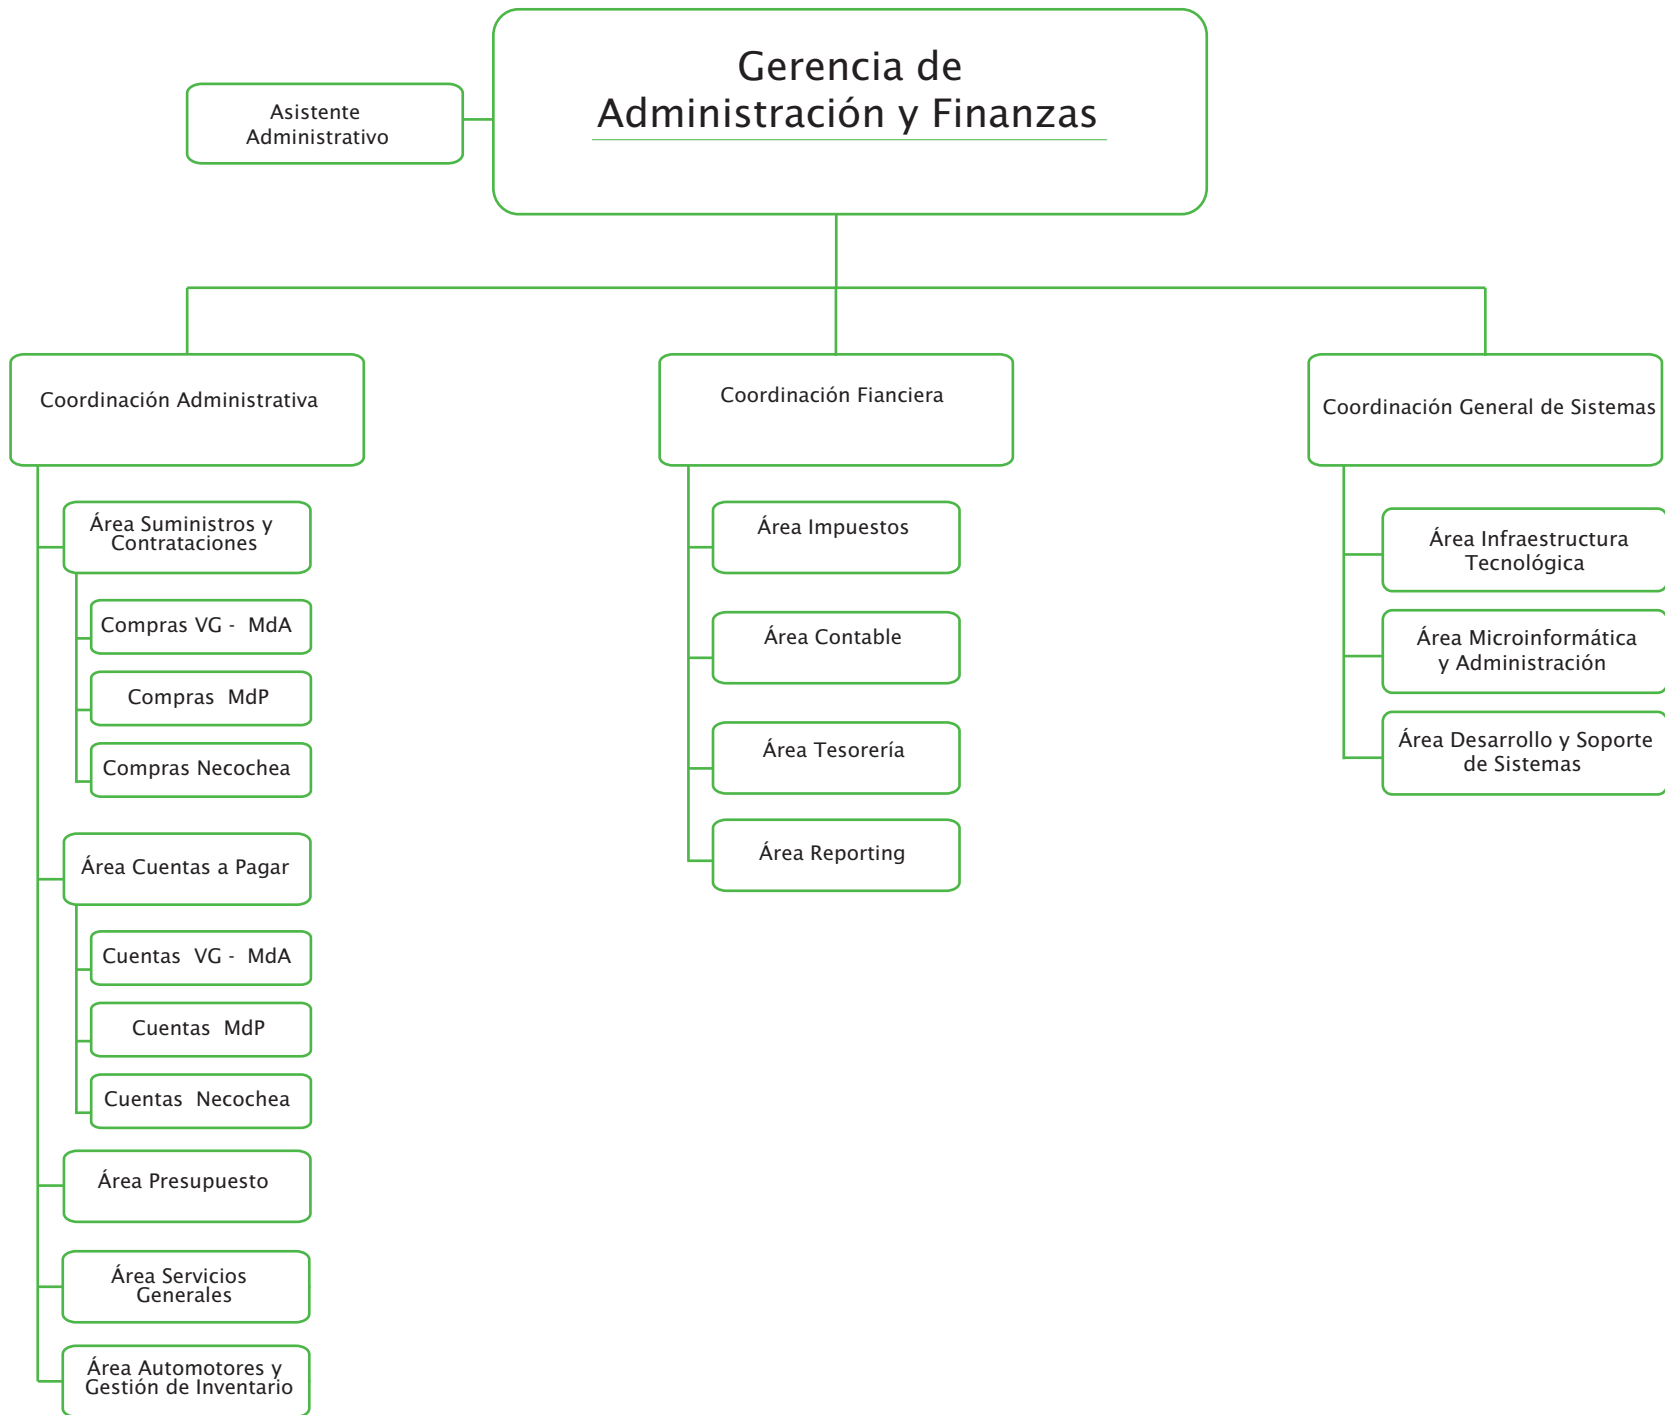 Gerencia de
Administración y Finanzas
Asistente
Administrativo
Coordinación Administrativa
Área Suministros y
Contrataciones
Compras VG - MdA
Compras MdP
Compras Necochea
Área Cuentas a Pagar
Cuentas VG - MdA
Cuentas MdP
Cuentas Necochea
Área Presupuesto
Área Servicios
Generales
Área Automotores y
Gestión de Inventario
Coordinación Fianciera
Área Impuestos
Área Contable
Área Tesorería
Área Reporting
Coordinación General de Sistemas
Área Infraestructura
Tecnológica
Área Microinformática
y Administración
Área Desarrollo y Soporte
de Sistemas